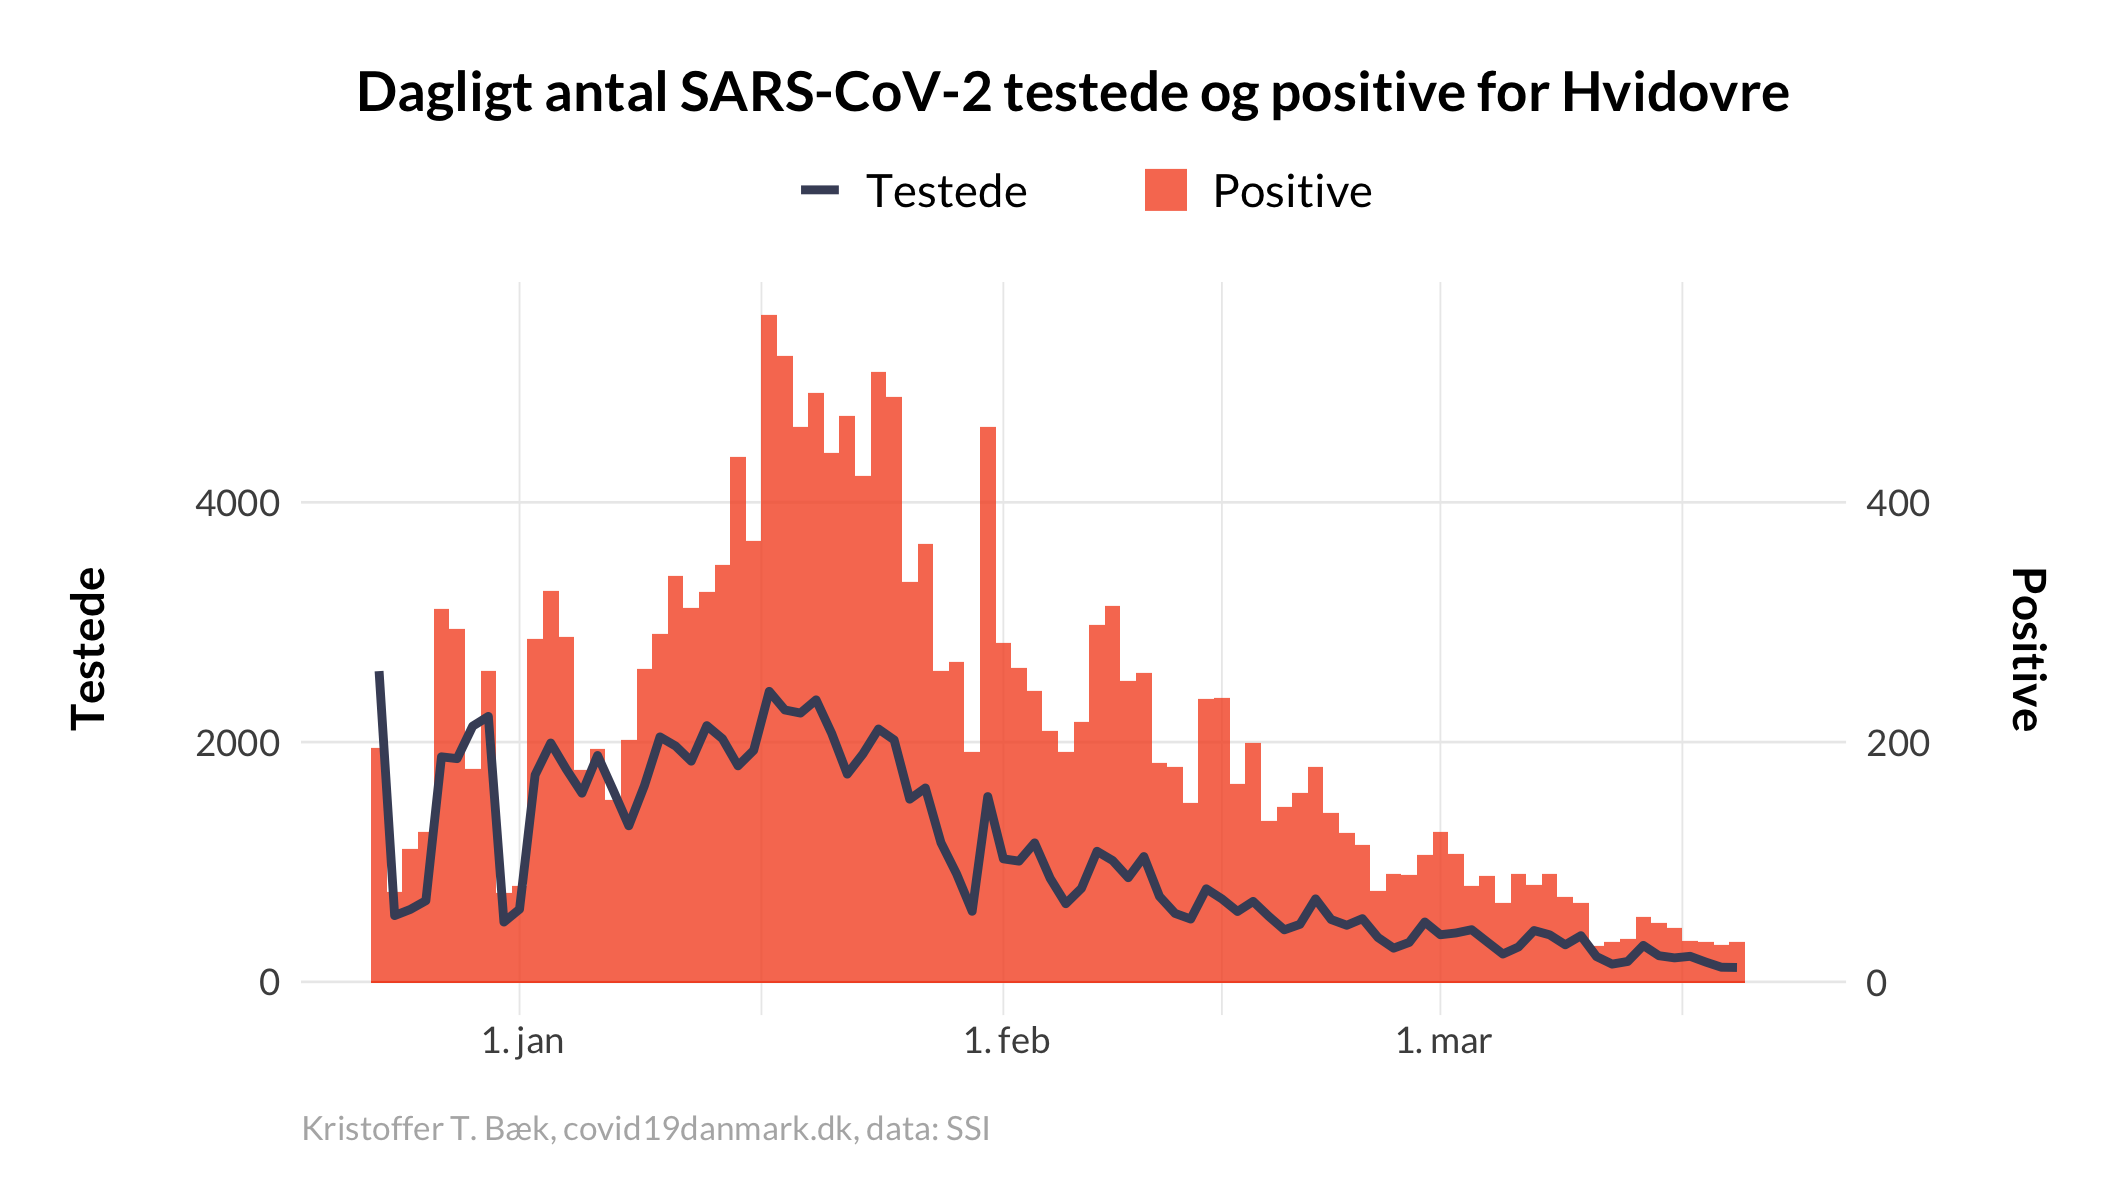 Dagligt antal SARS-CoV-2 testede og positive for Hvidovre
Testede Positive
4000
2000
0
Testede
400
200
0
Positive
1. jan 1. feb 1. mar
Kristoffer T. Bæk, covid19danmark.dk, data: SSI